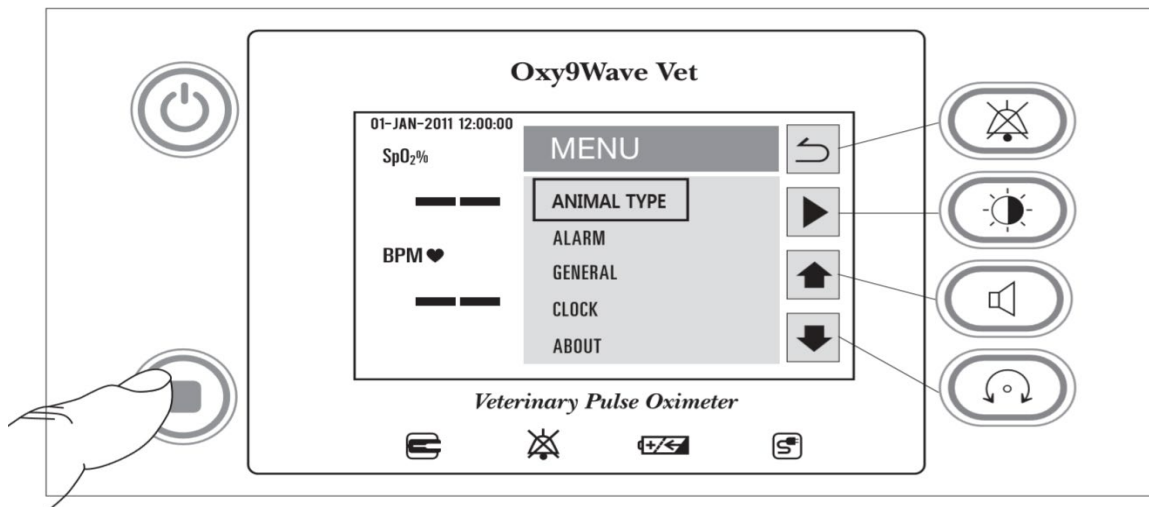 Oxy9Wave Vet
01-JAN-2011 12:00:00
SpO₂%
BPM
MENU
ANIMAL TYPE
ALARM
GENERAL
CLOCK
ABOUT
Veterinary Pulse Oximeter